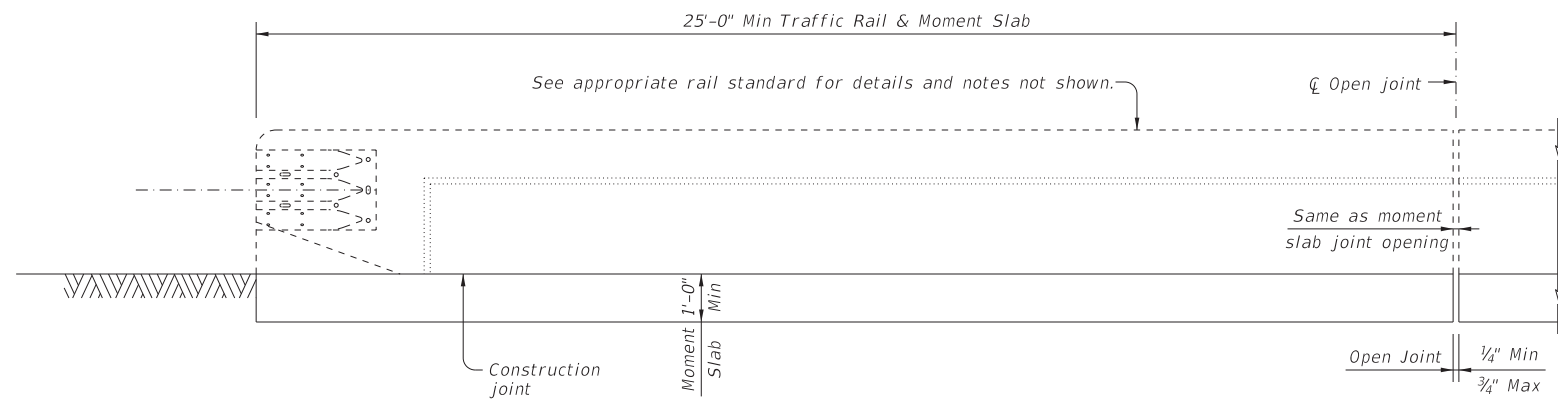 25'-0" Min Traffic Rail & Moment Slab
See appropriate rail standard for details and notes not shown.
℄ Open joint
Same as moment
slab joint opening
1'-0"
Min
Moment
Slab
Construction
joint
Open Joint
1/4" Min
3/4" Max